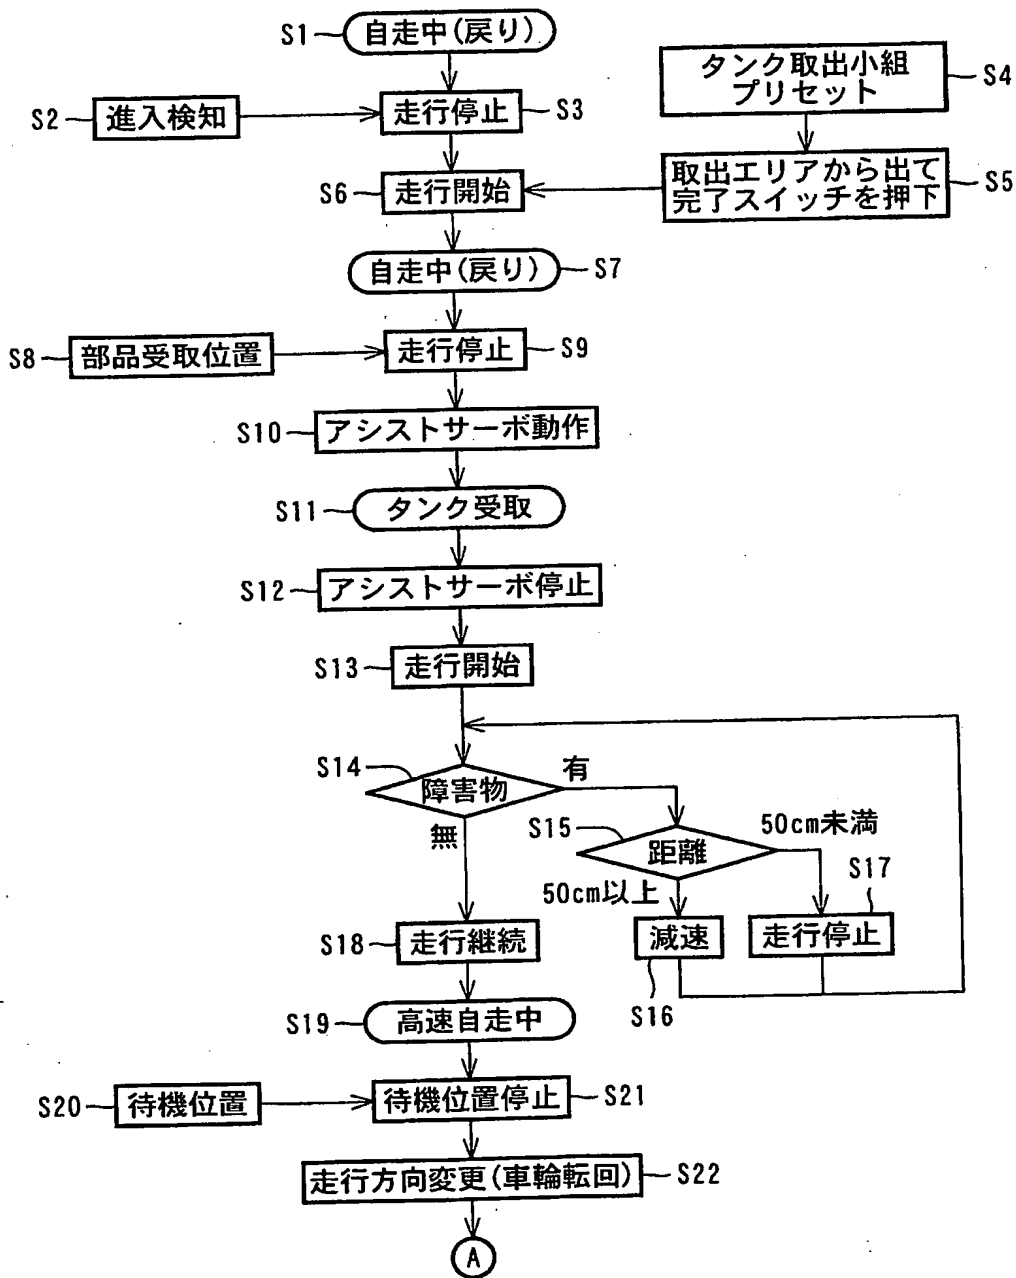 S1
自走中(戻り)
タンク取出小組
プリセット
S4
S2
進入検知
走行停止
S3
S6
走行開始
取出エリアから出て
完了スイッチを押下
S5
自走中(戻り)
S7
S8
部品受取位置
走行停止
S9
S10
アシストサーボ動作
S11
タンク受取
S12
アシストサーボ停止
S13
走行開始
S14
障害物
有
無
S15
距離
50cm未満
50cm以上
S17
S18
走行継続
減速
走行停止
S16
S19
高速自走中
S20
待機位置
待機位置停止
S21
走行方向変更(車輪転回)
S22
A